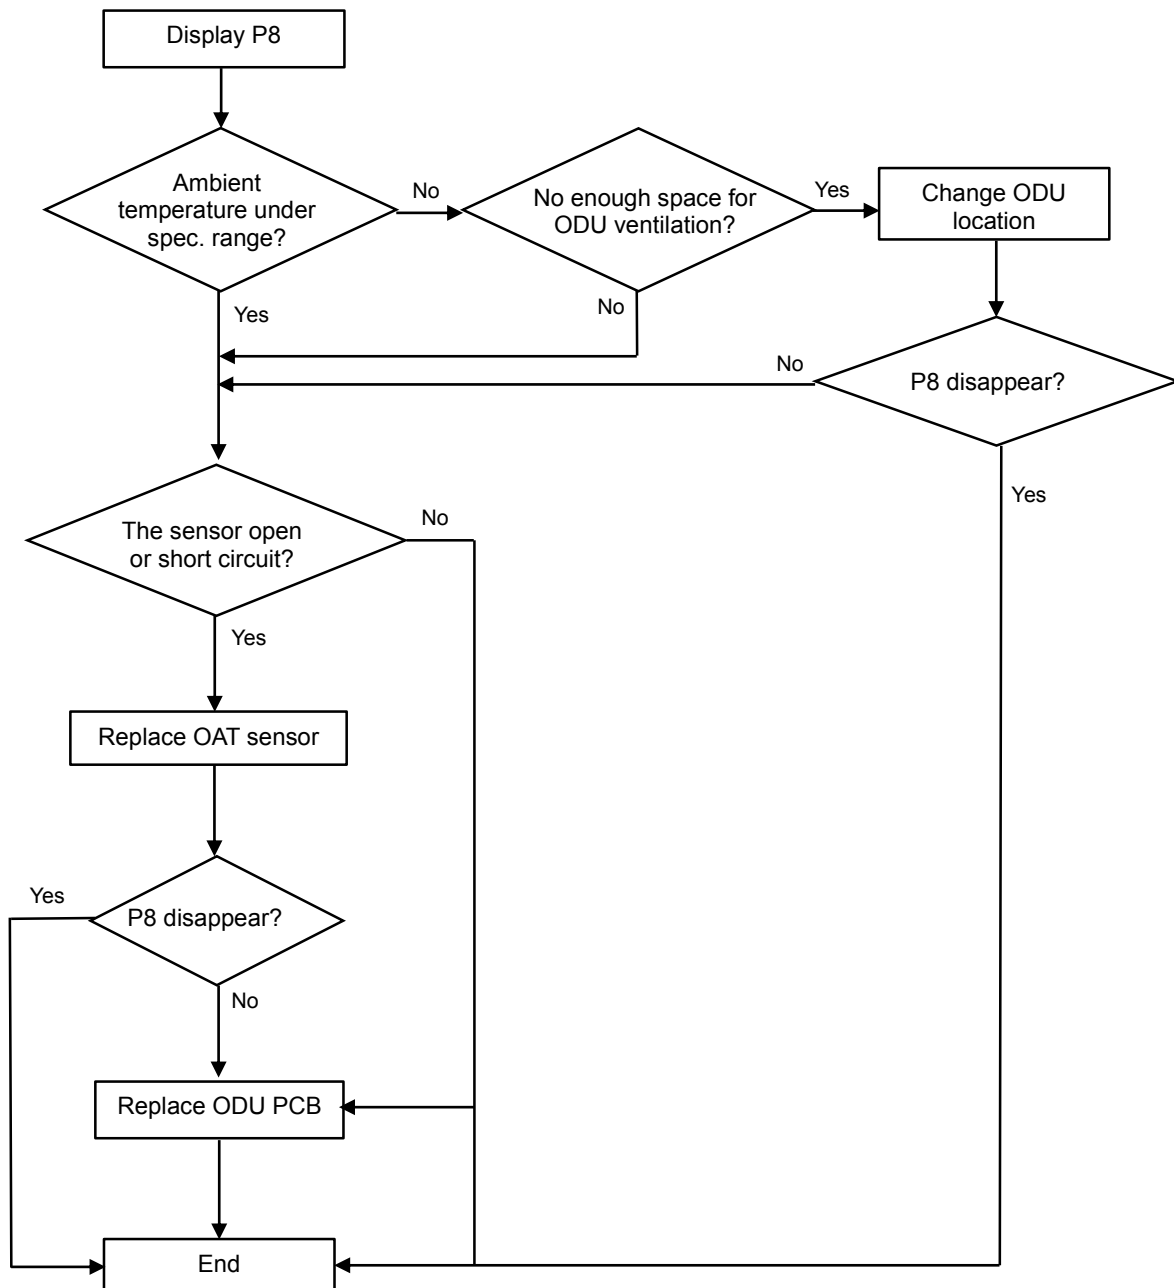 Display P8
Ambient
temperature under
spec. range?
No
No enough space for
ODU ventilation?
Yes
Change ODU
location
Yes
No
No
P8 disappear?
Yes
The sensor open
or short circuit?
No
Yes
Replace OAT sensor
Yes
P8 disappear?
No
Replace ODU PCB
End